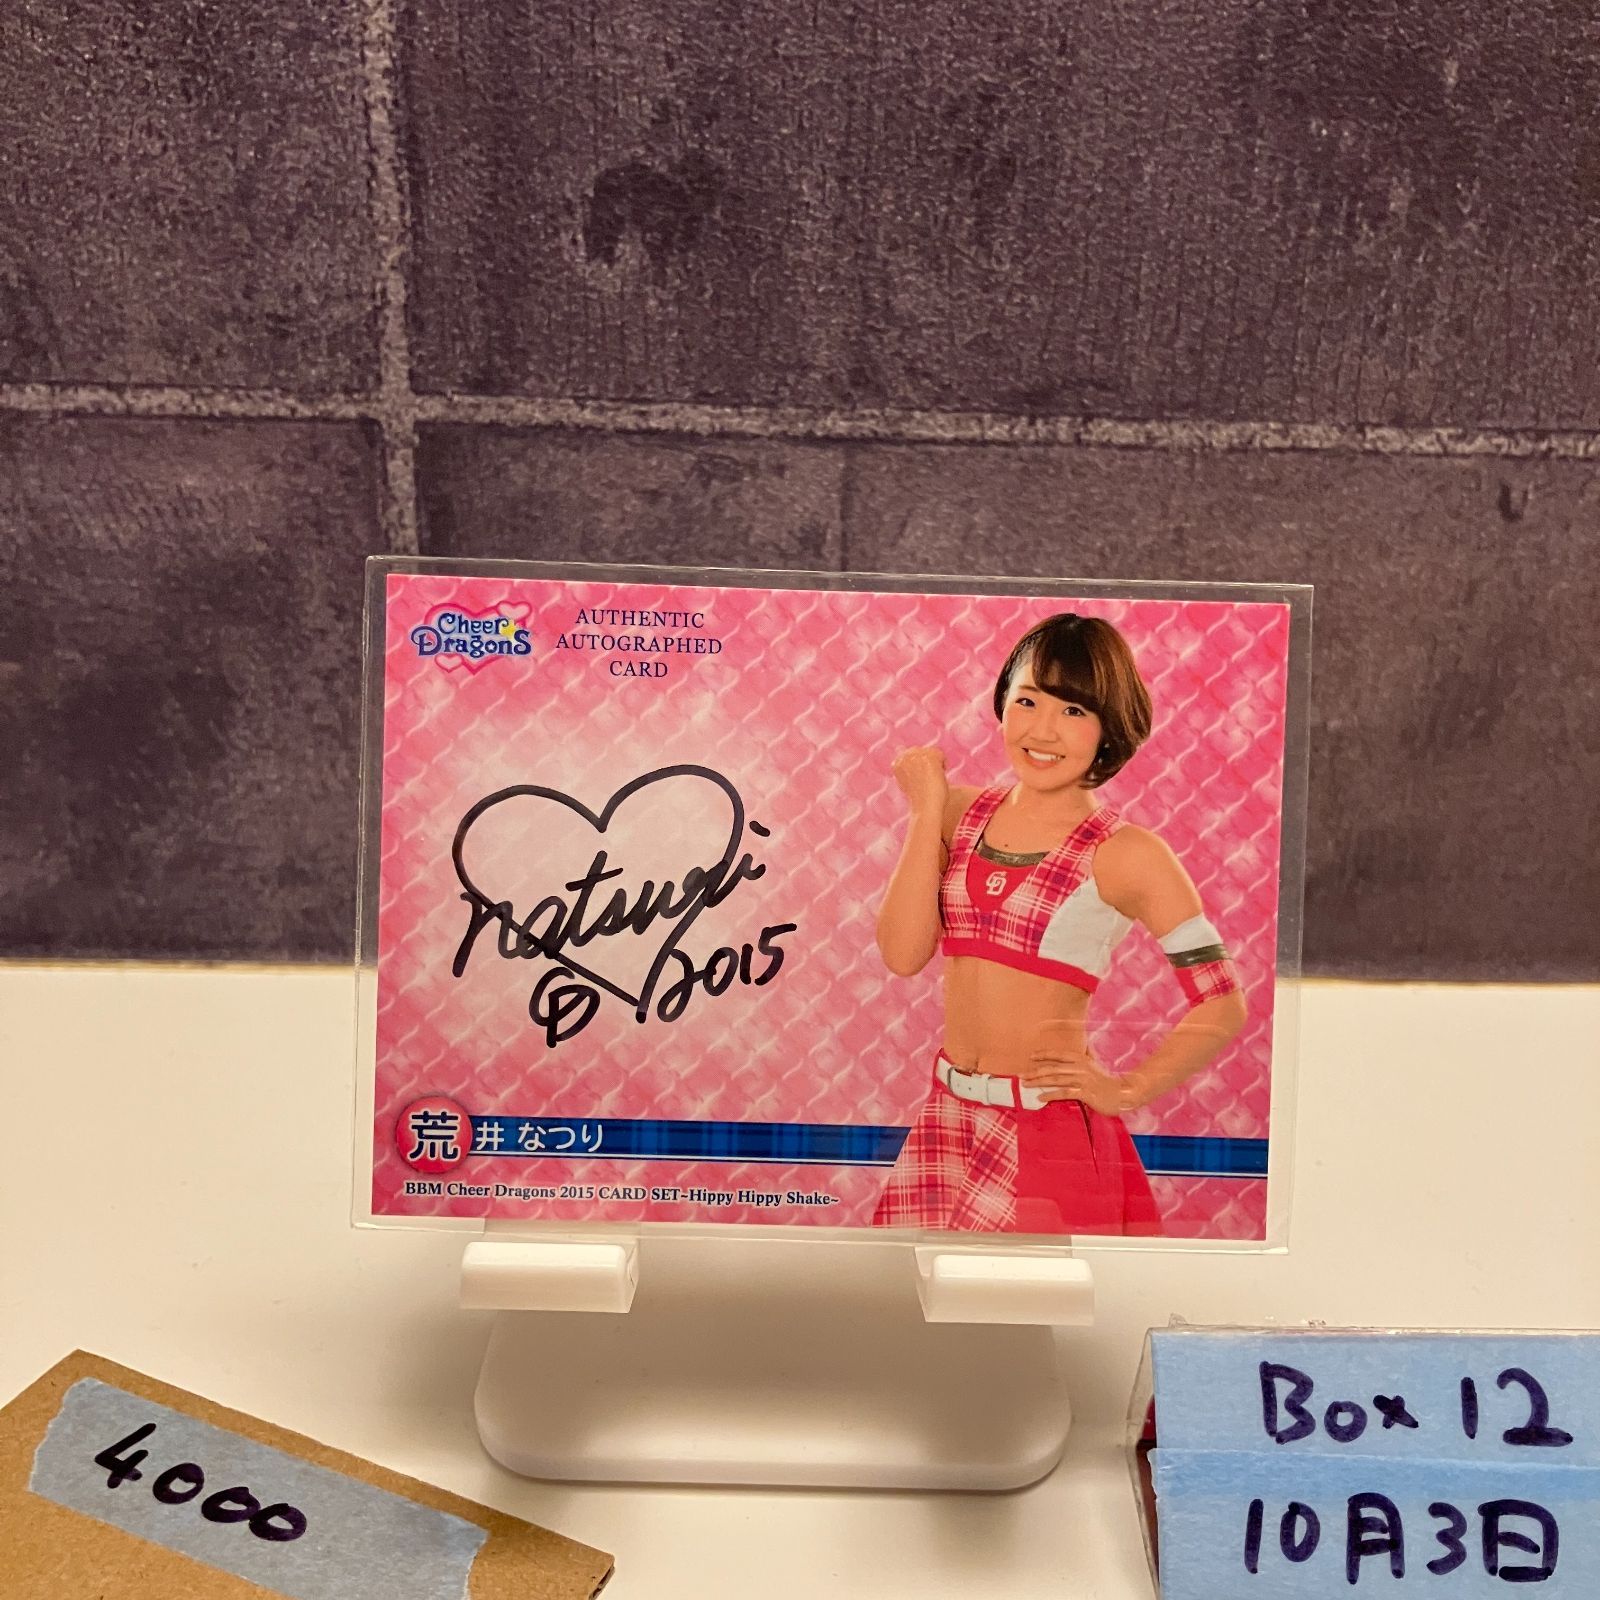 Cheer
Dragons
AUTHENTIC
AUTOGRAPHED
CARD
CD
natsuri
2015
荒井 なつり
BBM Cheer Dragons 2015 CARD SET~Hippy Hippy Shake~
4000
Box 12
10月3日